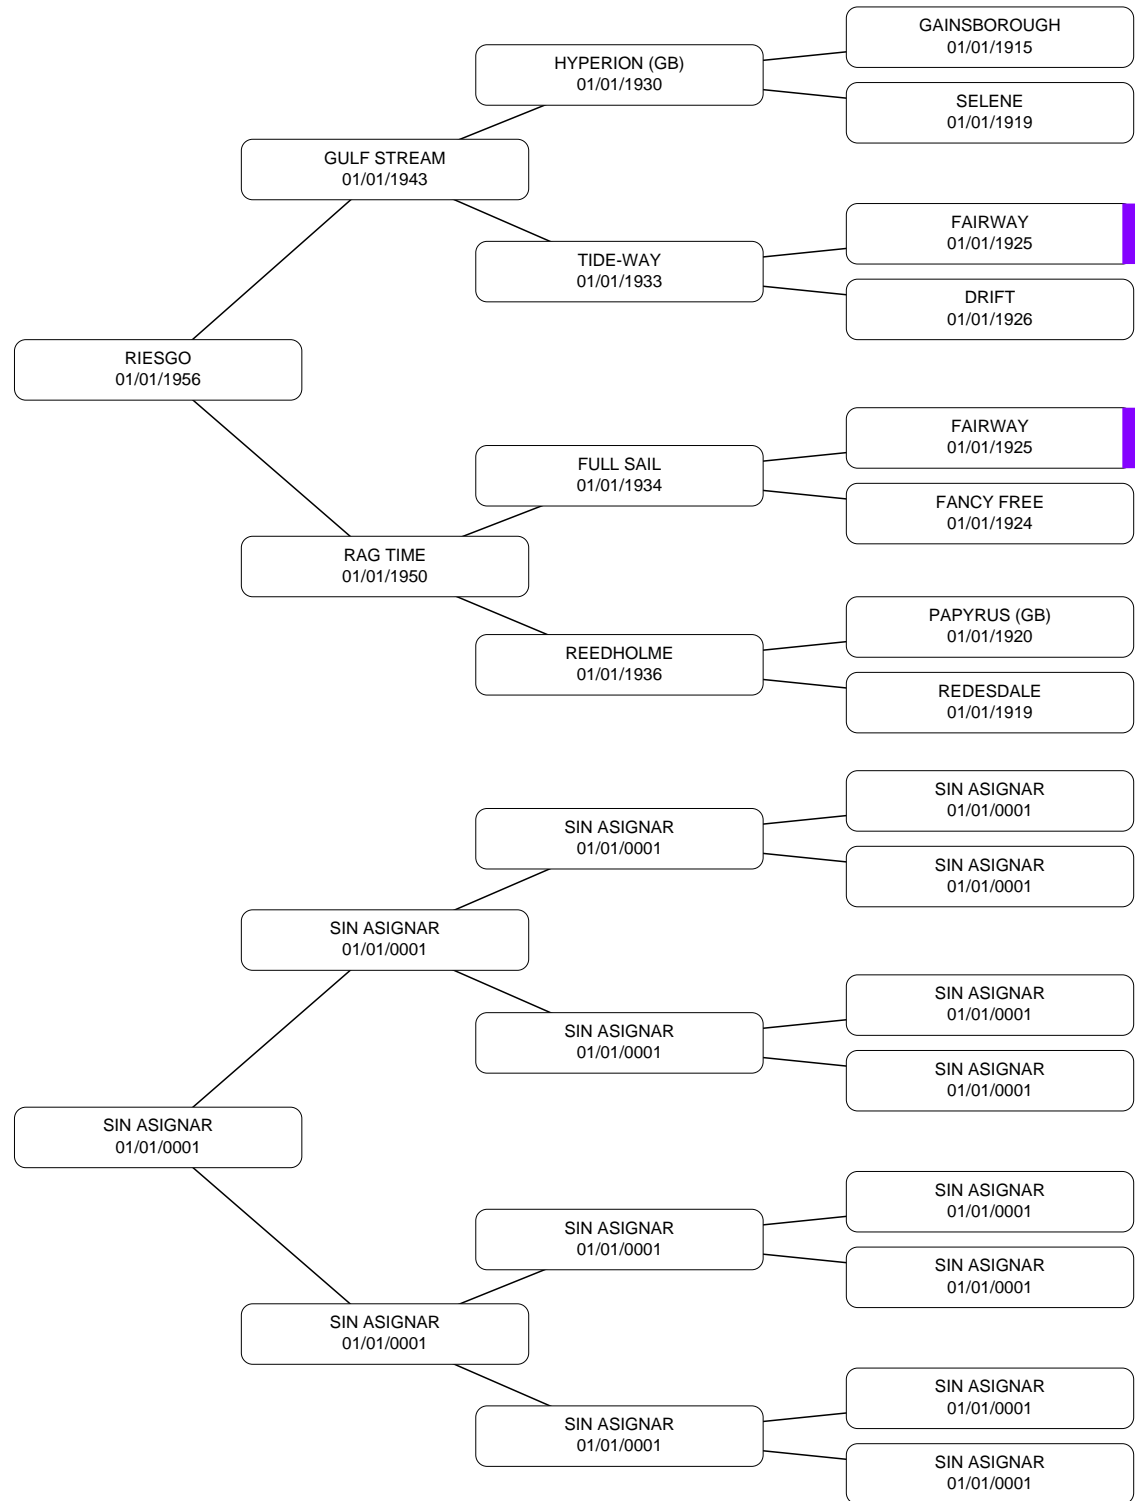 GAINSBOROUGH
01/01/1915
HYPERION (GB)
01/01/1930
SELENE
01/01/1919
GULF STREAM
01/01/1943
FAIRWAY
01/01/1925
TIDE-WAY
01/01/1933
DRIFT
01/01/1926
RIESGO
01/01/1956
FAIRWAY
01/01/1925
FULL SAIL
01/01/1934
FANCY FREE
01/01/1924
RAG TIME
01/01/1950
PAPYRUS (GB)
01/01/1920
REEDHOLME
01/01/1936
REDESDALE
01/01/1919
SIN ASIGNAR
01/01/0001
SIN ASIGNAR
01/01/0001
SIN ASIGNAR
01/01/0001
SIN ASIGNAR
01/01/0001
SIN ASIGNAR
01/01/0001
SIN ASIGNAR
01/01/0001
SIN ASIGNAR
01/01/0001
SIN ASIGNAR
01/01/0001
SIN ASIGNAR
01/01/0001
SIN ASIGNAR
01/01/0001
SIN ASIGNAR
01/01/0001
SIN ASIGNAR
01/01/0001
SIN ASIGNAR
01/01/0001
SIN ASIGNAR
01/01/0001
SIN ASIGNAR
01/01/0001